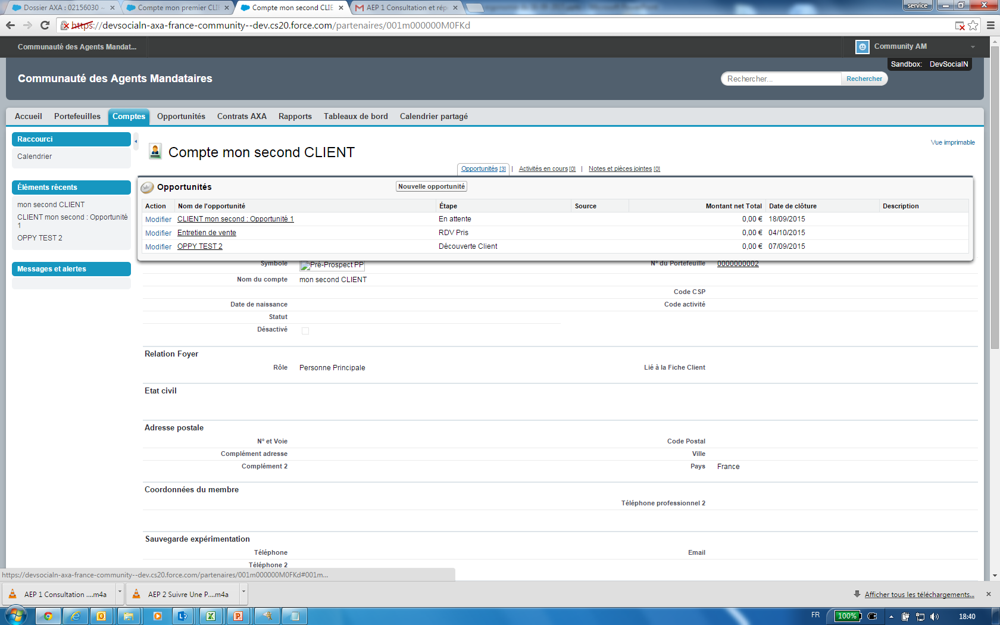 Dossier AXA : 02156030 ~
Compte mon premier CLIE
Compte mon second CLIE
AEP 1 Consultation et rép
service
https://devsocialn-axa-france-community--dev.cs20.force.com/partenaires/001m000000M0FKd
Communauté des Agents Mandat...
Community AM
Sandbox: DevSocialN
Communauté des Agents Mandataires
Rechercher...
Rechercher
Accueil Portefeuilles Comptes Opportunités Contrats AXA Rapports Tableaux de bord Calendrier partagé
Raccourci
Calendrier
Éléments récents
mon second CLIENT
CLIENT mon second : Opportunité
1
OPPY TEST 2
Messages et alertes
Compte mon second CLIENT
Vue imprimable
Opportunités [3] | Activités en cours [0] | Notes et pièces jointes [0]
Opportunités
Nouvelle opportunité
Action Nom de l'opportunité Étape Source Montant net Total Date de clôture Description
Modifier CLIENT mon second : Opportunité 1 En attente 0,00 € 18/09/2015
Modifier Entretien de vente RDV Pris 0,00 € 04/10/2015
Modifier OPPY TEST 2 Découverte Client 0,00 € 07/09/2015
Symbole Pré-Prospect PP N° du Portefeuille 0000000002
Nom du compte mon second CLIENT
Code CSP
Date de naissance Code activité
Statut
Désactivé
Relation Foyer
Rôle Personne Principale Lié à la Fiche Client
Etat civil
Adresse postale
N° et Voie Code Postal
Complément adresse Ville
Complément 2 Pays France
Coordonnées du membre
Téléphone professionnel 2
Sauvegarde expérimentation
Téléphone Email
Téléphone 2
https://devsocialn-axa-france-community--dev.cs20.force.com/partenaires/001m000000M0FKd#001m...
AEP 1 Consultation ....m4a
AEP 2 Suivre Une P....m4a
Afficher tous les téléchargements...
FR
100%
18:40